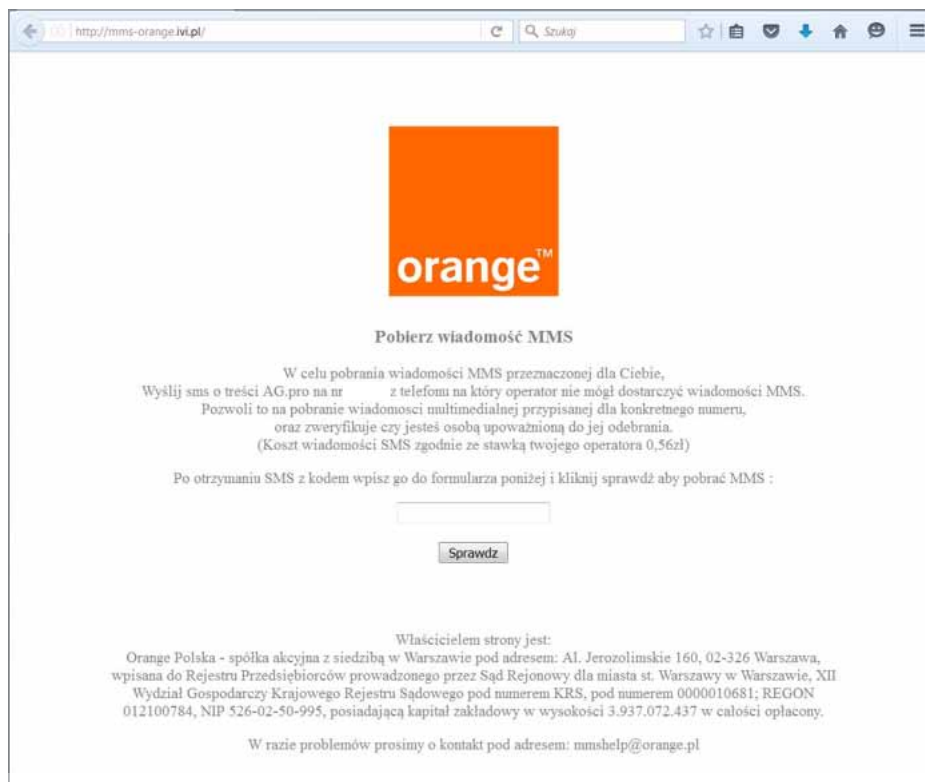 http://mms-orange.ivi.pl/
Szukaj
orange™
Pobierz wiadomość MMS
W celu pobrania wiadomości MMS przeznaczonej dla Ciebie,
Wyślij sms o treści AG.pro na nr z telefonu na który operator nie mógł dostarczyć wiadomości MMS.
Pozwoli to na pobranie wiadomosci multimedialnej przypisanej dla konkretnego numeru,
oraz zweryfikuje czy jesteś osobą upoważnioną do jej odebrania.
(Koszt wiadomości SMS zgodnie ze stawką twojego operatora 0,56zł)
Po otrzymaniu SMS z kodem wpisz go do formularza poniżej i kliknij sprawdź aby pobrać MMS :
Sprawdz
Właścicielem strony jest:
Orange Polska - spółka akcyjna z siedzibą w Warszawie pod adresem: Al. Jerozolimskie 160, 02-326 Warszawa,
wpisana do Rejestru Przedsiębiorców prowadzonego przez Sąd Rejonowy dla miasta st. Warszawy w Warszawie, XII
Wydział Gospodarczy Krajowego Rejestru Sądowego pod numerem KRS, pod numerem 0000010681; REGON
012100784, NIP 526-02-50-995, posiadającą kapitał zakładowy w wysokości 3.937.072.437 w całości opłacony.
W razie problemów prosimy o kontakt pod adresem: mmshelp@orange.pl